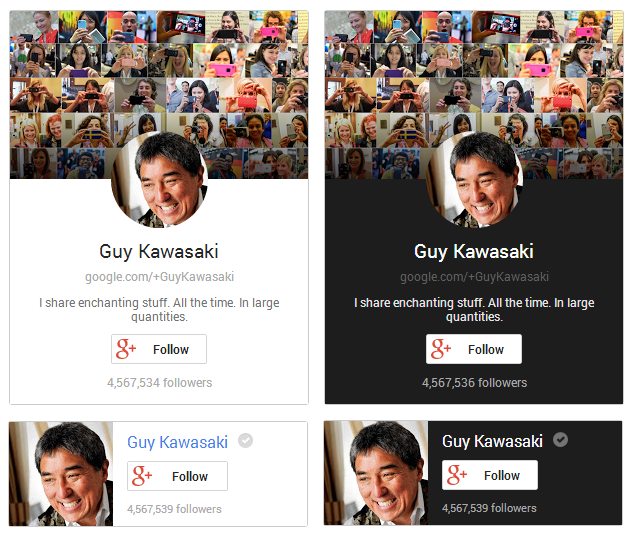 Guy Kawasaki
google.com/+GuyKawasaki
I share enchanting stuff. All the time. In large
quantities.
g+ Follow
4,567,534 followers
Guy Kawasaki
google.com/+GuyKawasaki
I share enchanting stuff. All the time. In large
quantities.
g+ Follow
4,567,536 followers
Guy Kawasaki
g+ Follow
4,567,539 followers
Guy Kawasaki
g+ Follow
4,567,539 followers